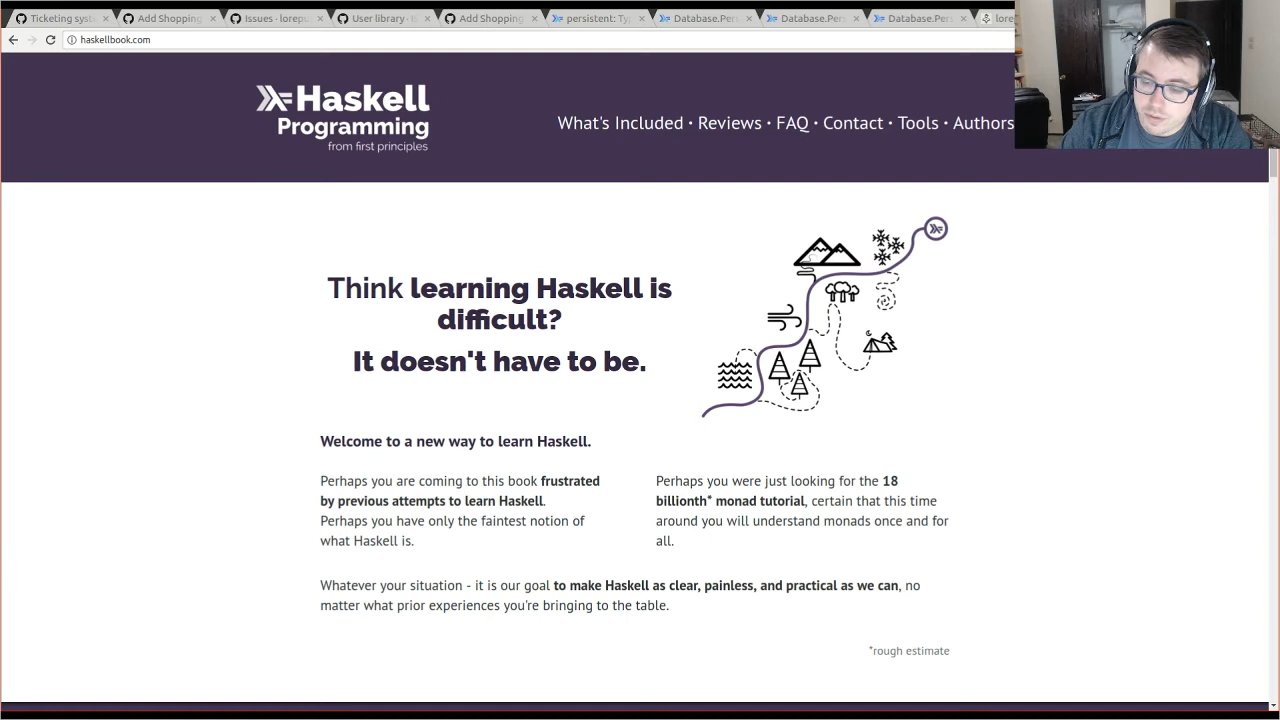 Ticketing syst
Add Shopping
Issues - lorepu
User library - l
Add Shopping
persistent: Typ
Database.Pers
Database.Pers
Database.Pers
lore
haskellbook.com
Haskell
Programming
from first principles
What's Included · Reviews · FAQ · Contact · Tools · Authors
Think learning Haskell is
difficult?
It doesn't have to be.
Welcome to a new way to learn Haskell.
Perhaps you are coming to this book frustrated
by previous attempts to learn Haskell.
Perhaps you have only the faintest notion of
what Haskell is.
Perhaps you were just looking for the 18
billionth* monad tutorial, certain that this time
around you will understand monads once and for
all.
Whatever your situation - it is our goal to make Haskell as clear, painless, and practical as we can, no
matter what prior experiences you're bringing to the table.
*rough estimate